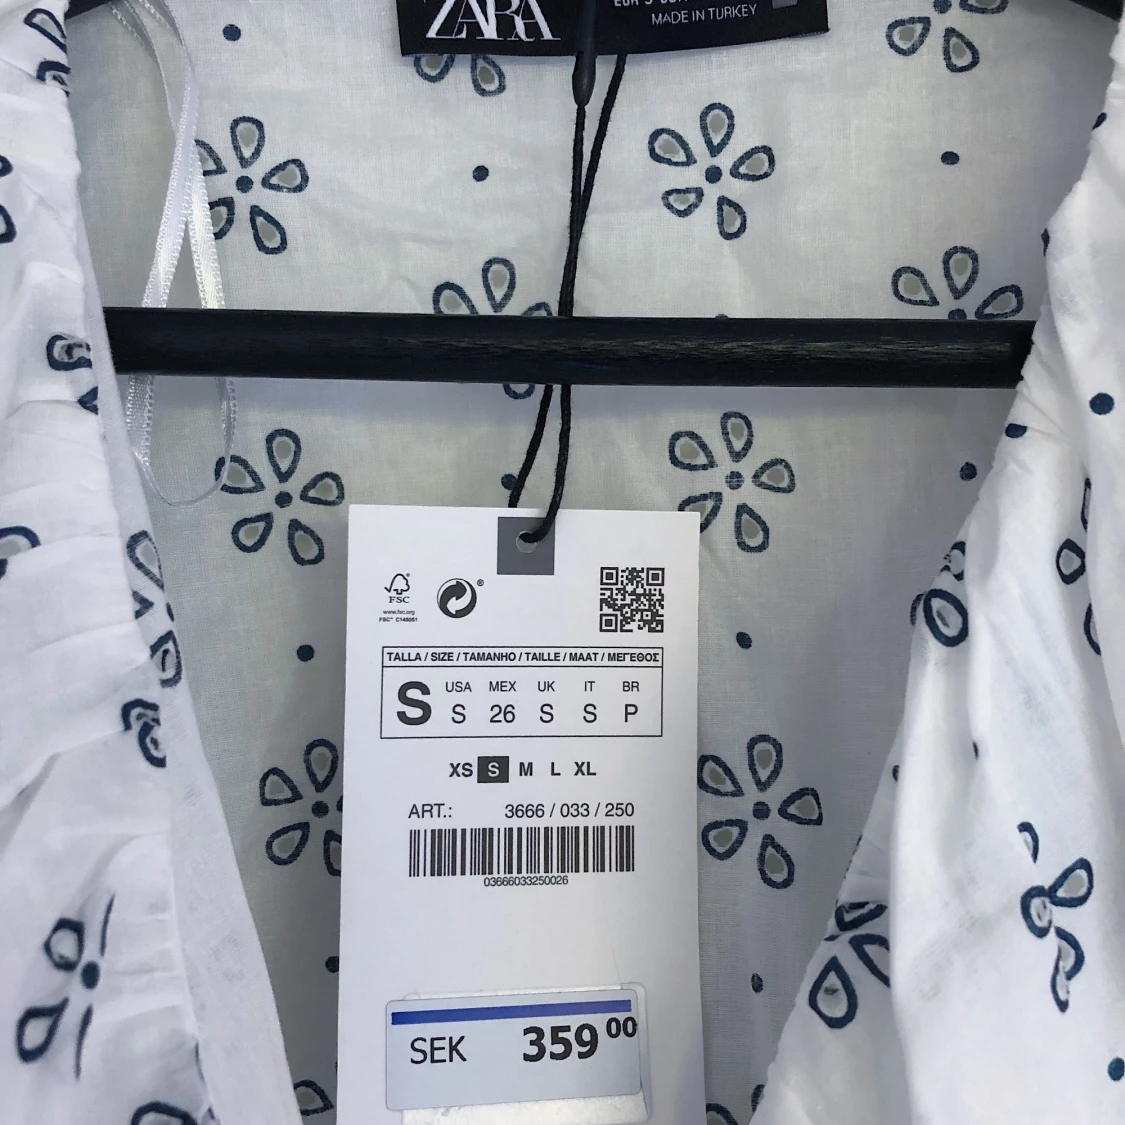 ZARA
MADE IN TURKEY
FSC
www.fsc.org
®
TALLA / SIZE / TAMANHO / TAILLE / MAAT / ΜΕΓΕΘΟΣ
S
USA MEX UK IT BR
S 26 S S P
XS S M L XL
ART.: 3666 / 033 / 250
03666033250026
SEK 359 00